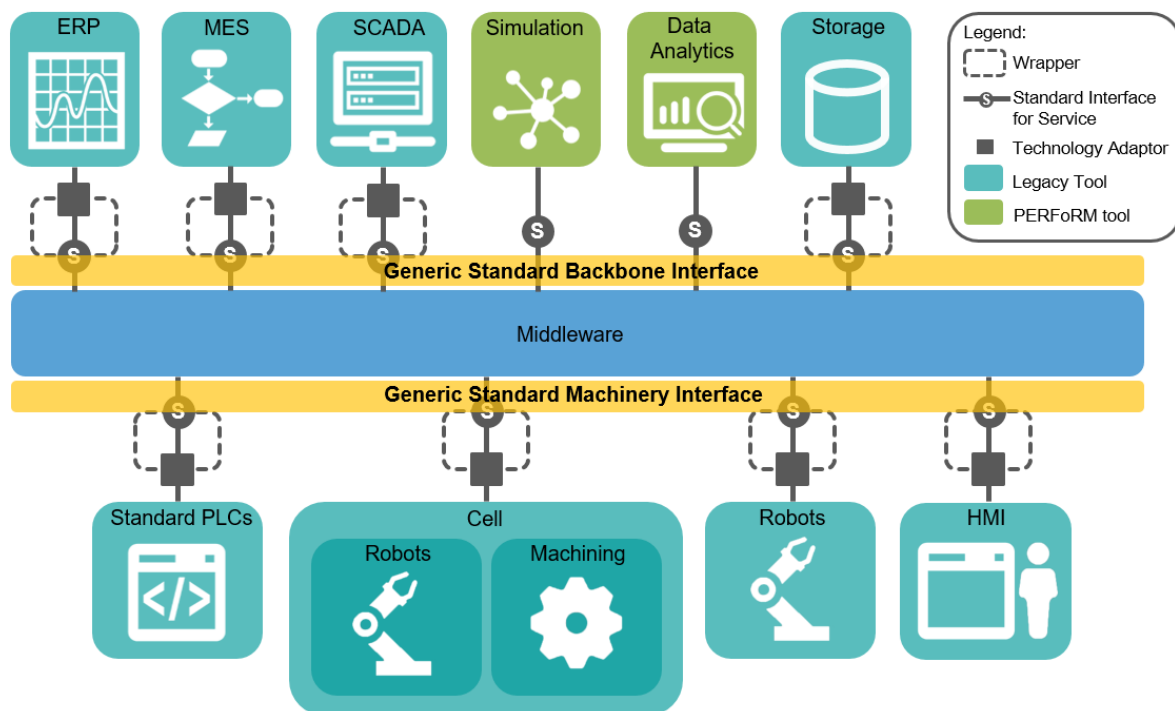 ERP
MES
SCADA
Simulation
Data
Analytics
Storage
Legend:
Wrapper
S
Standard Interface
for Service
Technology Adaptor
Legacy Tool
PERFoRM tool
S
S
S
S
S
S
Generic Standard Backbone Interface
Middleware
Generic Standard Machinery Interface
S
S
S
S
Standard PLCs
</>
Cell
Robots
Machining
Robots
HMI